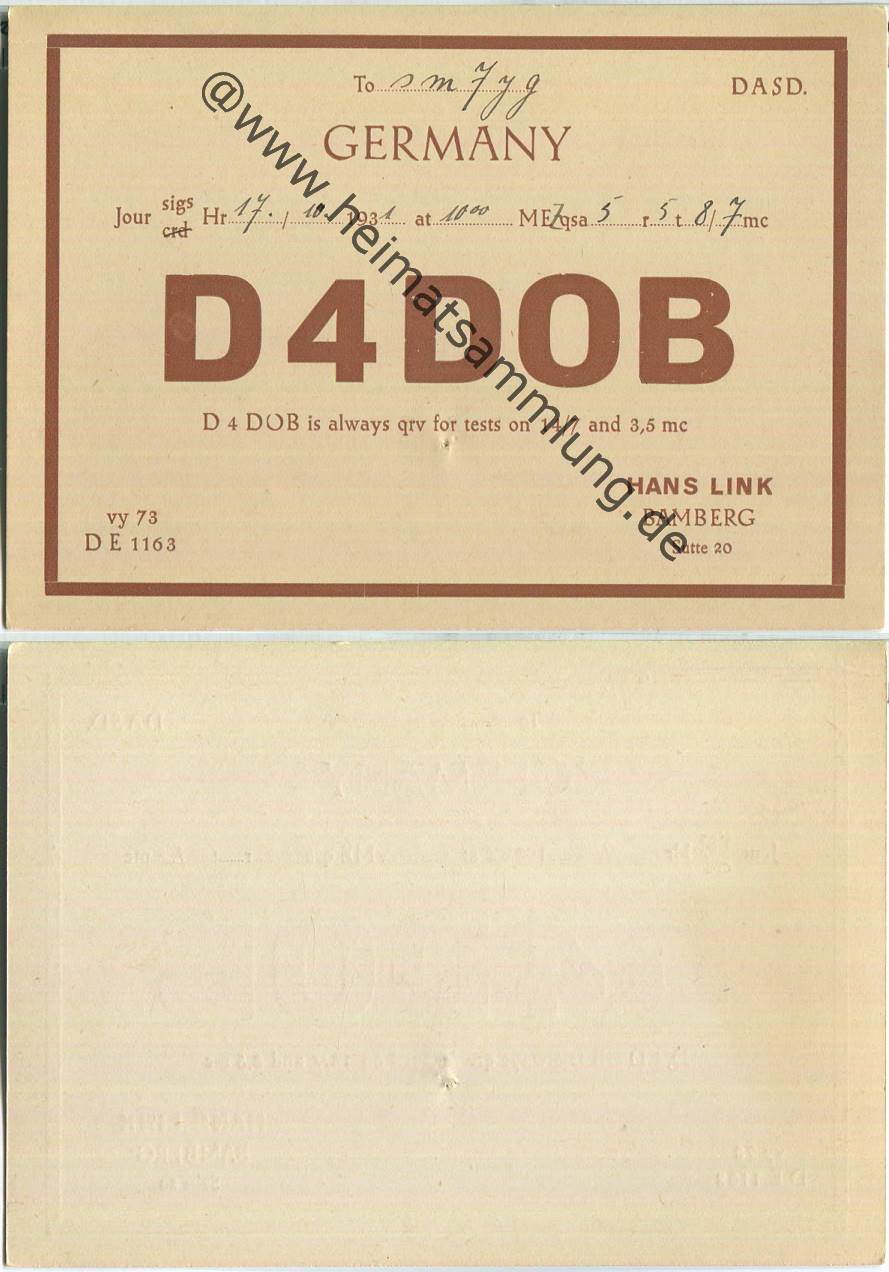 To sm7yg DASD.
GERMANY
Jour sigs crd Hr 17. / 10. 1931 at 10⁰⁰ MEZ qsa 5 r 5 t 8 / 7 mc
D4DOB
D 4 DOB is always qrv for tests on 14/7 and 3,5 mc
HANS LINK
vy 73 BAMBERG
D E 1163 Sutte 20
@www.heimatsammlung.de